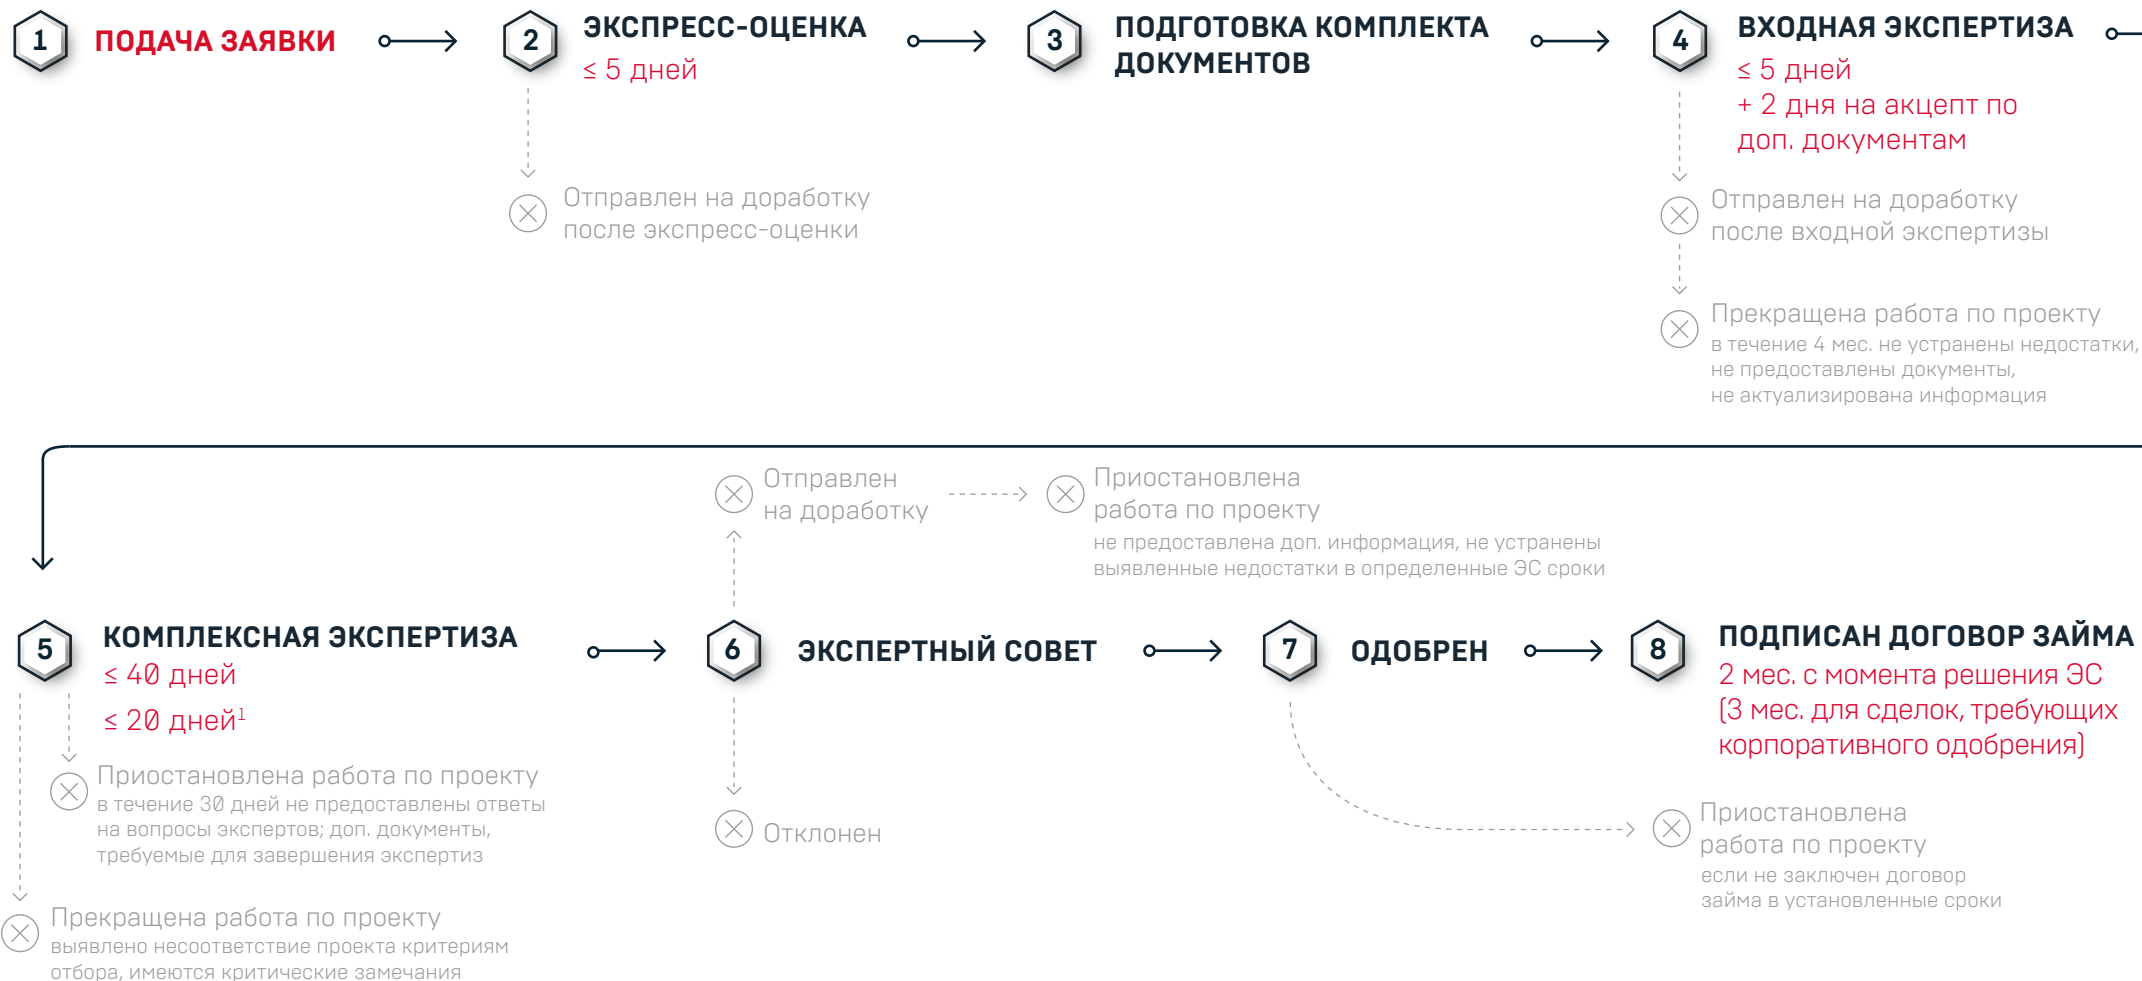 1
ПОДАЧА ЗАЯВКИ
2
ЭКСПРЕСС-ОЦЕНКА
≤ 5 дней
Отправлен на доработку
после экспресс-оценки
3
ПОДГОТОВКА КОМПЛЕКТА
ДОКУМЕНТОВ
4
ВХОДНАЯ ЭКСПЕРТИЗА
≤ 5 дней
+ 2 дня на акцепт по
доп. документам
Отправлен на доработку
после входной экспертизы
Прекращена работа по проекту
в течение 4 мес. не устранены недостатки,
не предоставлены документы,
не актуализирована информация
5
КОМПЛЕКСНАЯ ЭКСПЕРТИЗА
≤ 40 дней
≤ 20 дней¹
Приостановлена работа по проекту
в течение 30 дней не предоставлены ответы
на вопросы экспертов; доп. документы,
требуемые для завершения экспертиз
Прекращена работа по проекту
выявлено несоответствие проекта критериям
отбора, имеются критические замечания
Отправлен
на доработку
Приостановлена
работа по проекту
не предоставлена доп. информация, не устранены
выявленные недостатки в определенные ЭС сроки
6
ЭКСПЕРТНЫЙ СОВЕТ
Отклонен
7
ОДОБРЕН
8
ПОДПИСАН ДОГОВОР ЗАЙМА
2 мес. с момента решения ЭС
(3 мес. для сделок, требующих
корпоративного одобрения)
Приостановлена
работа по проекту
если не заключен договор
займа в установленные сроки